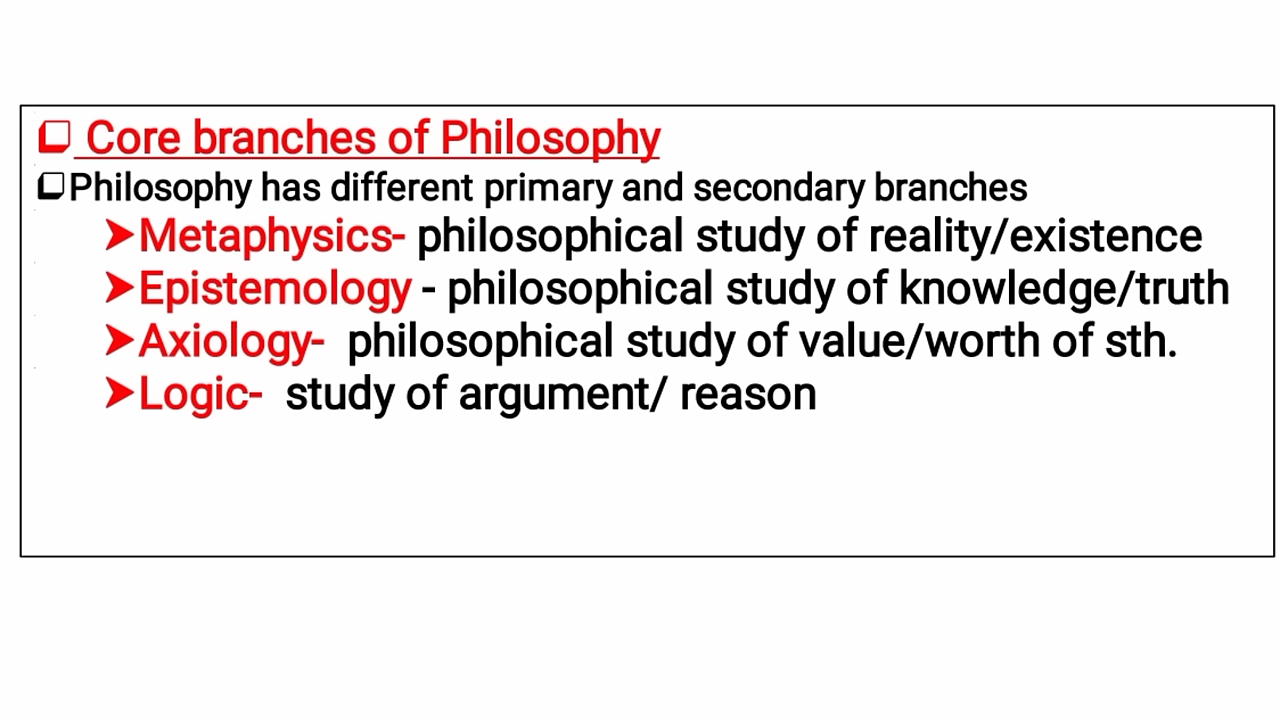 ❑ Core branches of Philosophy
❑Philosophy has different primary and secondary branches
➤Metaphysics- philosophical study of reality/existence
➤Epistemology - philosophical study of knowledge/truth
➤Axiology- philosophical study of value/worth of sth.
➤Logic- study of argument/ reason